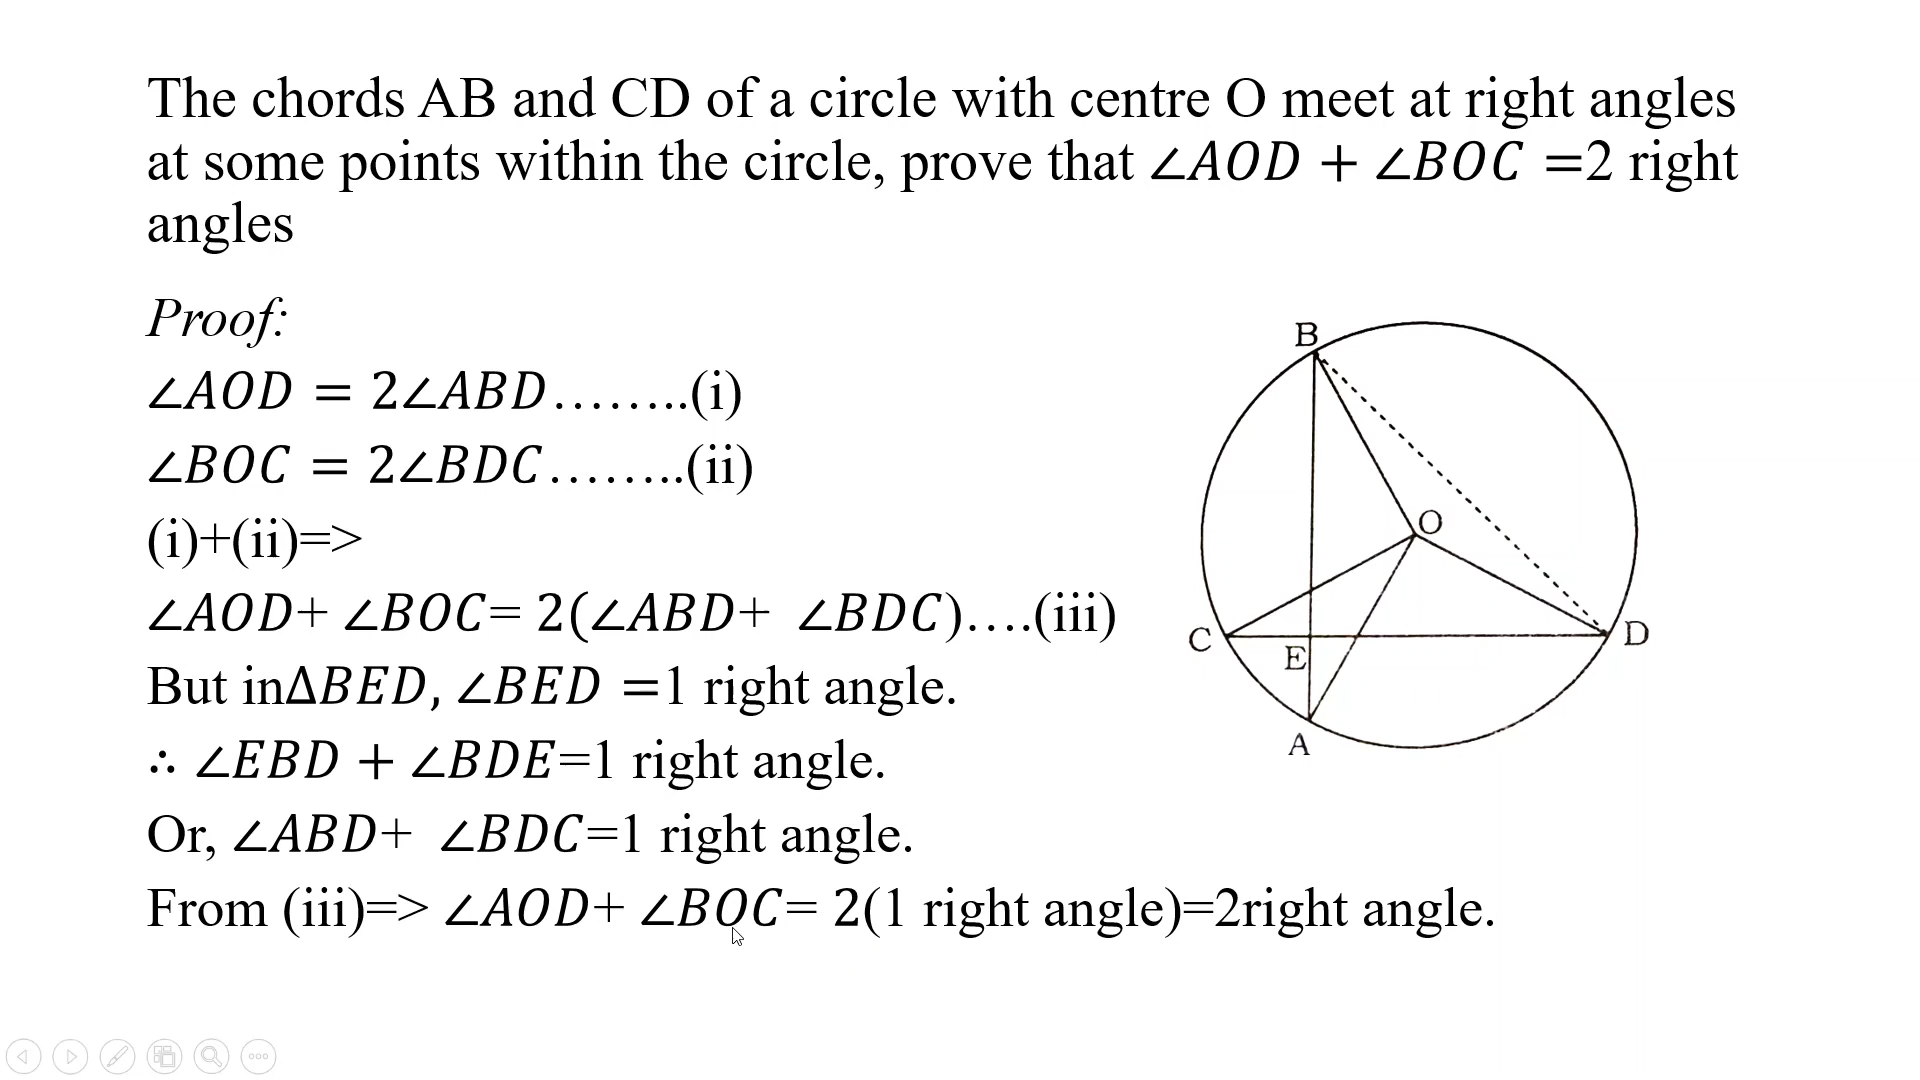 The chords AB and CD of a circle with centre O meet at right angles
at some points within the circle, prove that ∠AOD + ∠BOC =2 right
angles
Proof:
∠AOD = 2∠ABD……..(i)
∠BOC = 2∠BDC……..(ii)
(i)+(ii)=>
∠AOD+ ∠BOC= 2(∠ABD+ ∠BDC)….(iii)
But inΔBED, ∠BED =1 right angle.
∴ ∠EBD + ∠BDE=1 right angle.
Or, ∠ABD+ ∠BDC=1 right angle.
From (iii)=> ∠AOD+ ∠BOC= 2(1 right angle)=2right angle.
B
O
C
E
D
A